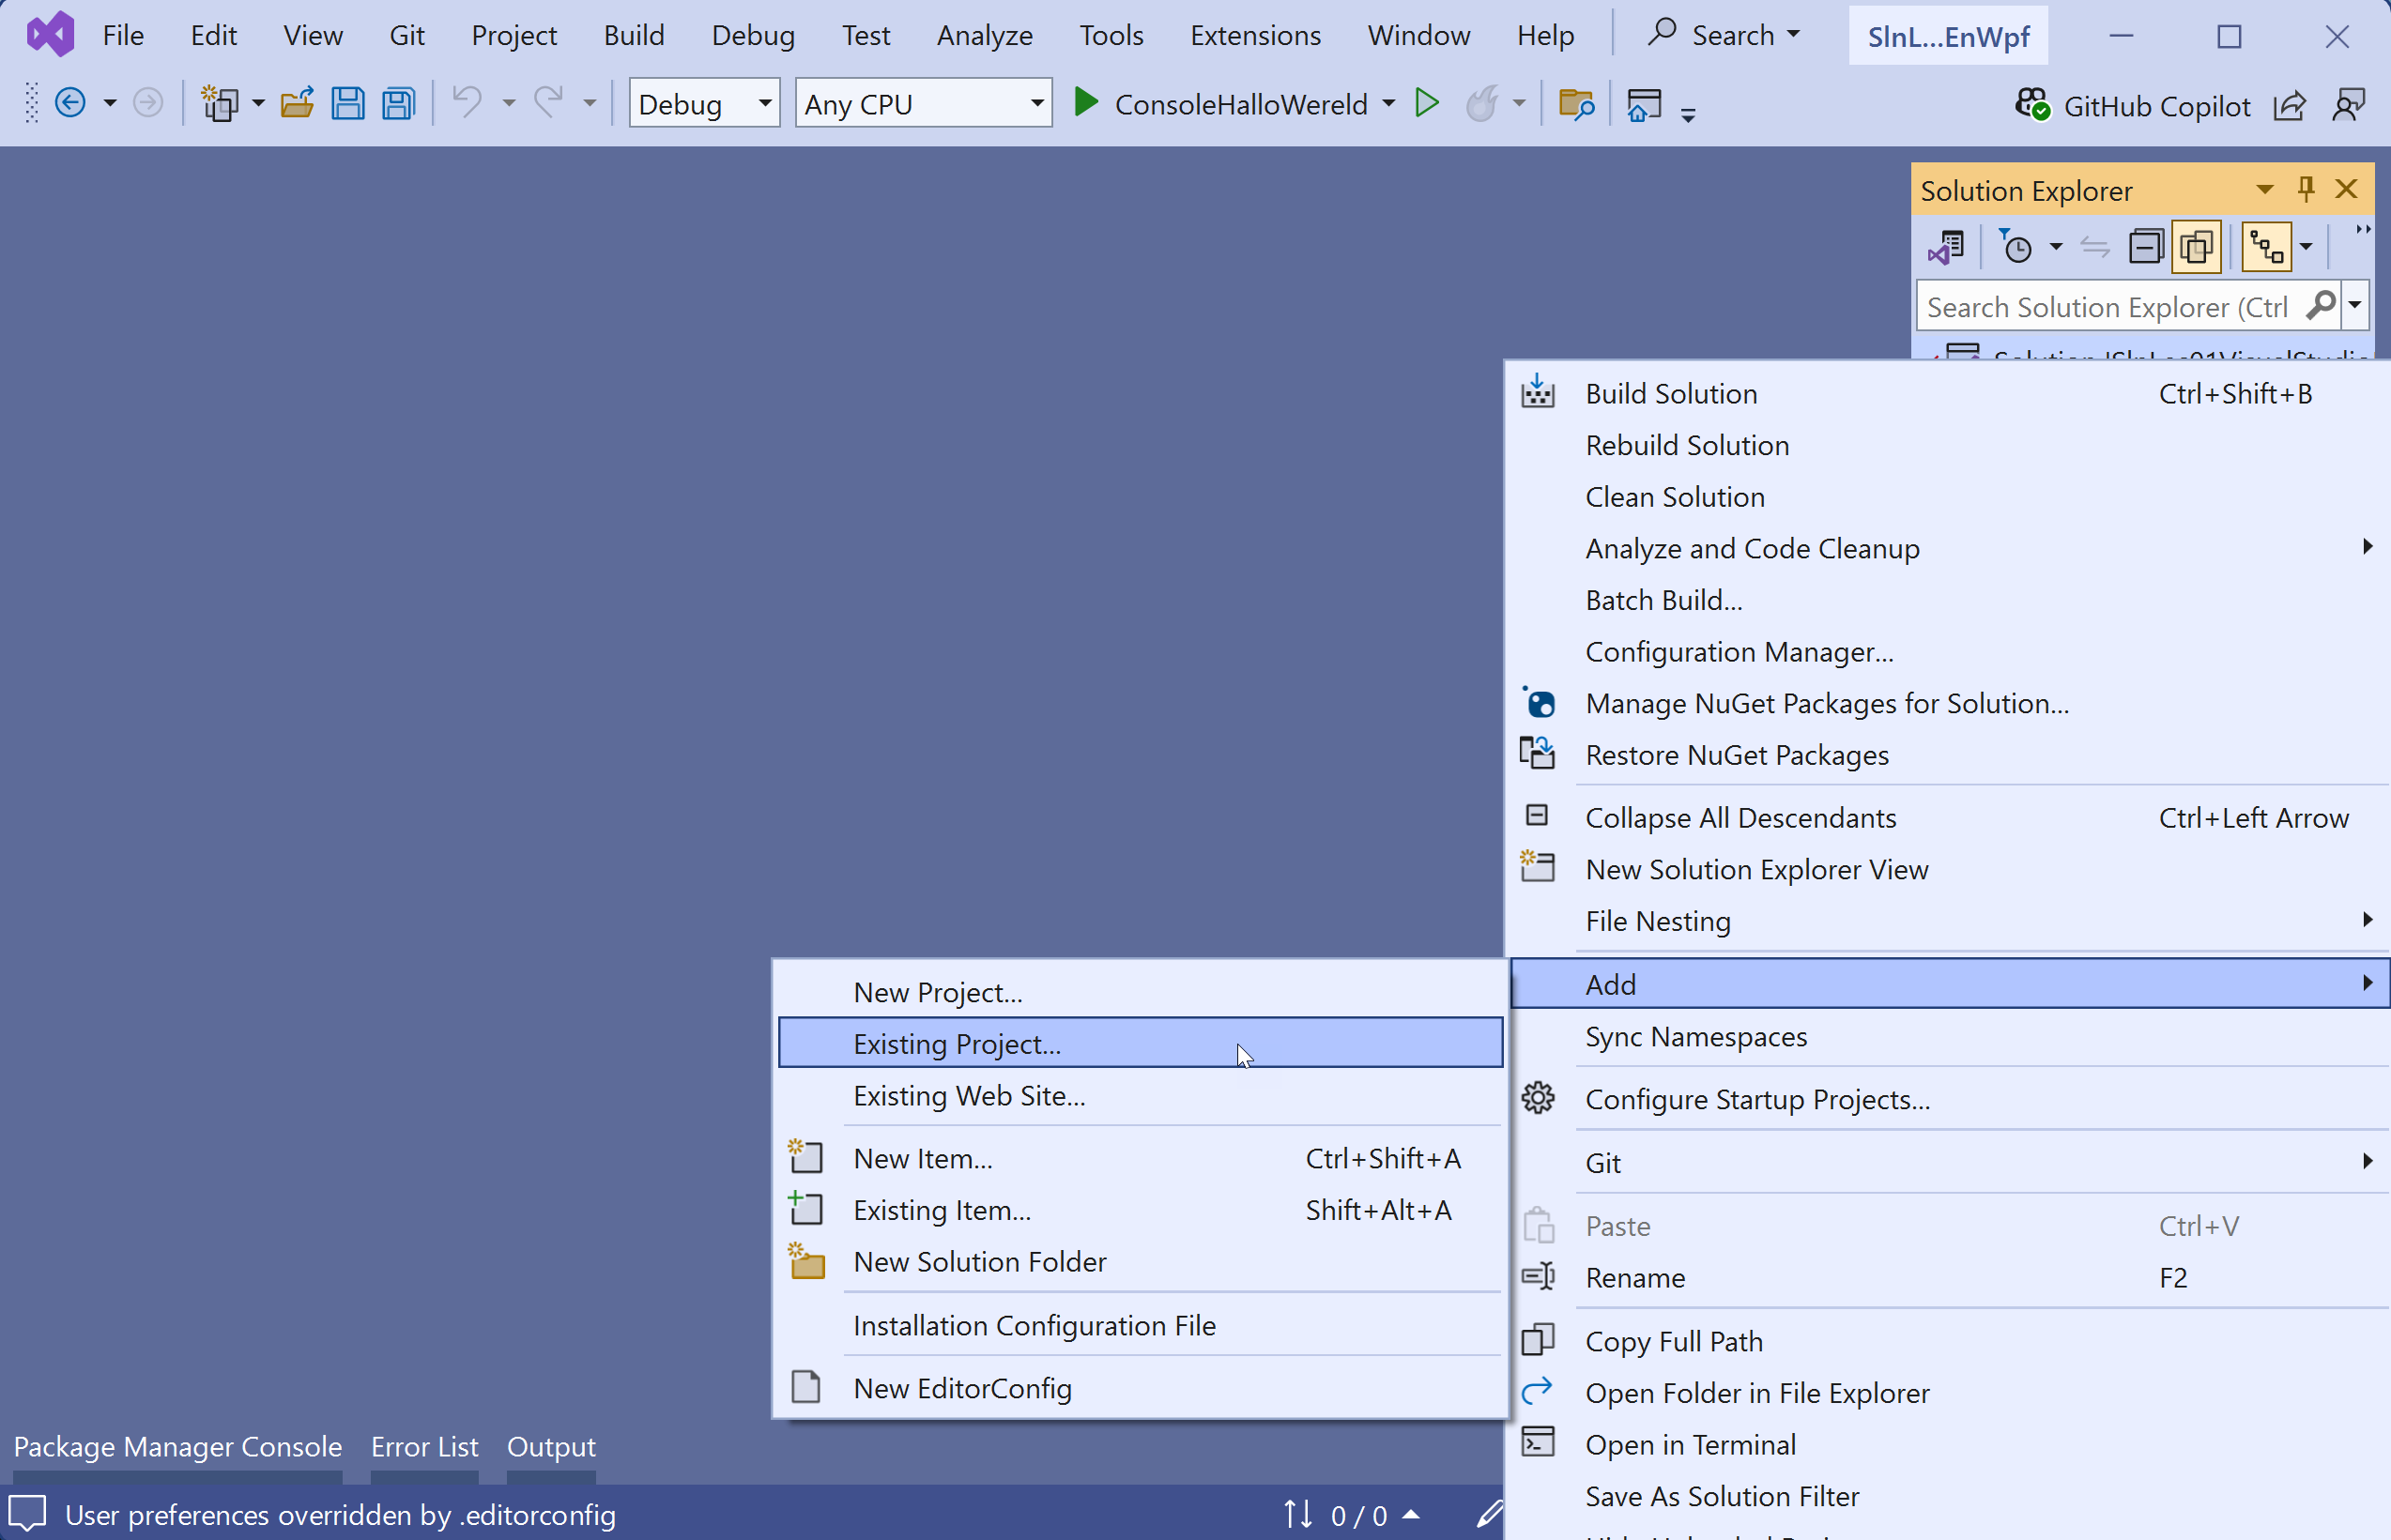 File Edit View Git Project Build Debug Test Analyze Tools Extensions Window Help Search SlnL...EnWpf
Debug Any CPU ConsoleHalloWereld GitHub Copilot
Solution Explorer
Search Solution Explorer (Ctrl
Build Solution Ctrl+Shift+B
Rebuild Solution
Clean Solution
Analyze and Code Cleanup
Batch Build...
Configuration Manager...
Manage NuGet Packages for Solution...
Restore NuGet Packages
Collapse All Descendants Ctrl+Left Arrow
New Solution Explorer View
File Nesting
Add
Sync Namespaces
Configure Startup Projects...
Git
Paste Ctrl+V
Rename F2
Copy Full Path
Open Folder in File Explorer
Open in Terminal
Save As Solution Filter
New Project...
Existing Project...
Existing Web Site...
New Item... Ctrl+Shift+A
Existing Item... Shift+Alt+A
New Solution Folder
Installation Configuration File
New EditorConfig
Package Manager Console Error List Output
User preferences overridden by .editorconfig 0 / 0